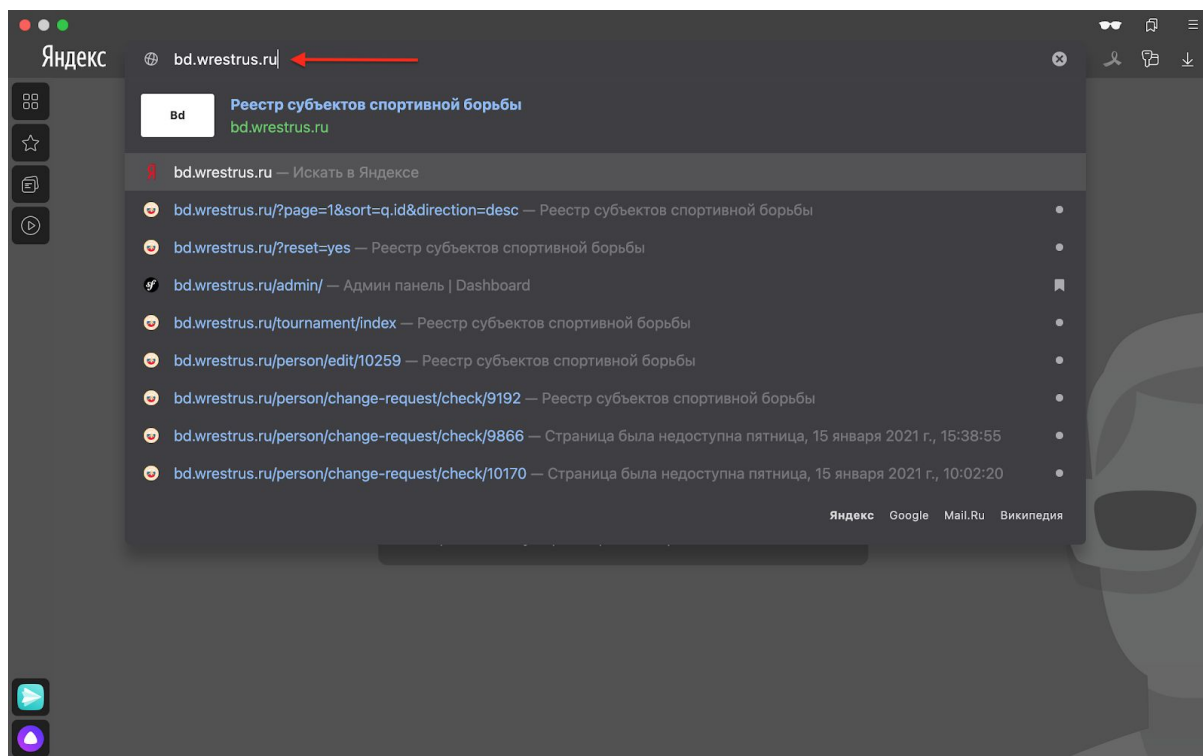 Яндекс
bd.wrestrus.ru
Bd
Реестр субъектов спортивной борьбы
bd.wrestrus.ru
Я bd.wrestrus.ru — Искать в Яндексе
bd.wrestrus.ru/?page=1&sort=q.id&direction=desc — Реестр субъектов спортивной борьбы
bd.wrestrus.ru/?reset=yes — Реестр субъектов спортивной борьбы
sf bd.wrestrus.ru/admin/ — Админ панель | Dashboard
bd.wrestrus.ru/tournament/index — Реестр субъектов спортивной борьбы
bd.wrestrus.ru/person/edit/10259 — Реестр субъектов спортивной борьбы
bd.wrestrus.ru/person/change-request/check/9192 — Реестр субъектов спортивной борьбы
bd.wrestrus.ru/person/change-request/check/9866 — Страница была недоступна пятница, 15 января 2021 г., 15:38:55
bd.wrestrus.ru/person/change-request/check/10170 — Страница была недоступна пятница, 15 января 2021 г., 10:02:20
Яндекс Google Mail.Ru Википедия